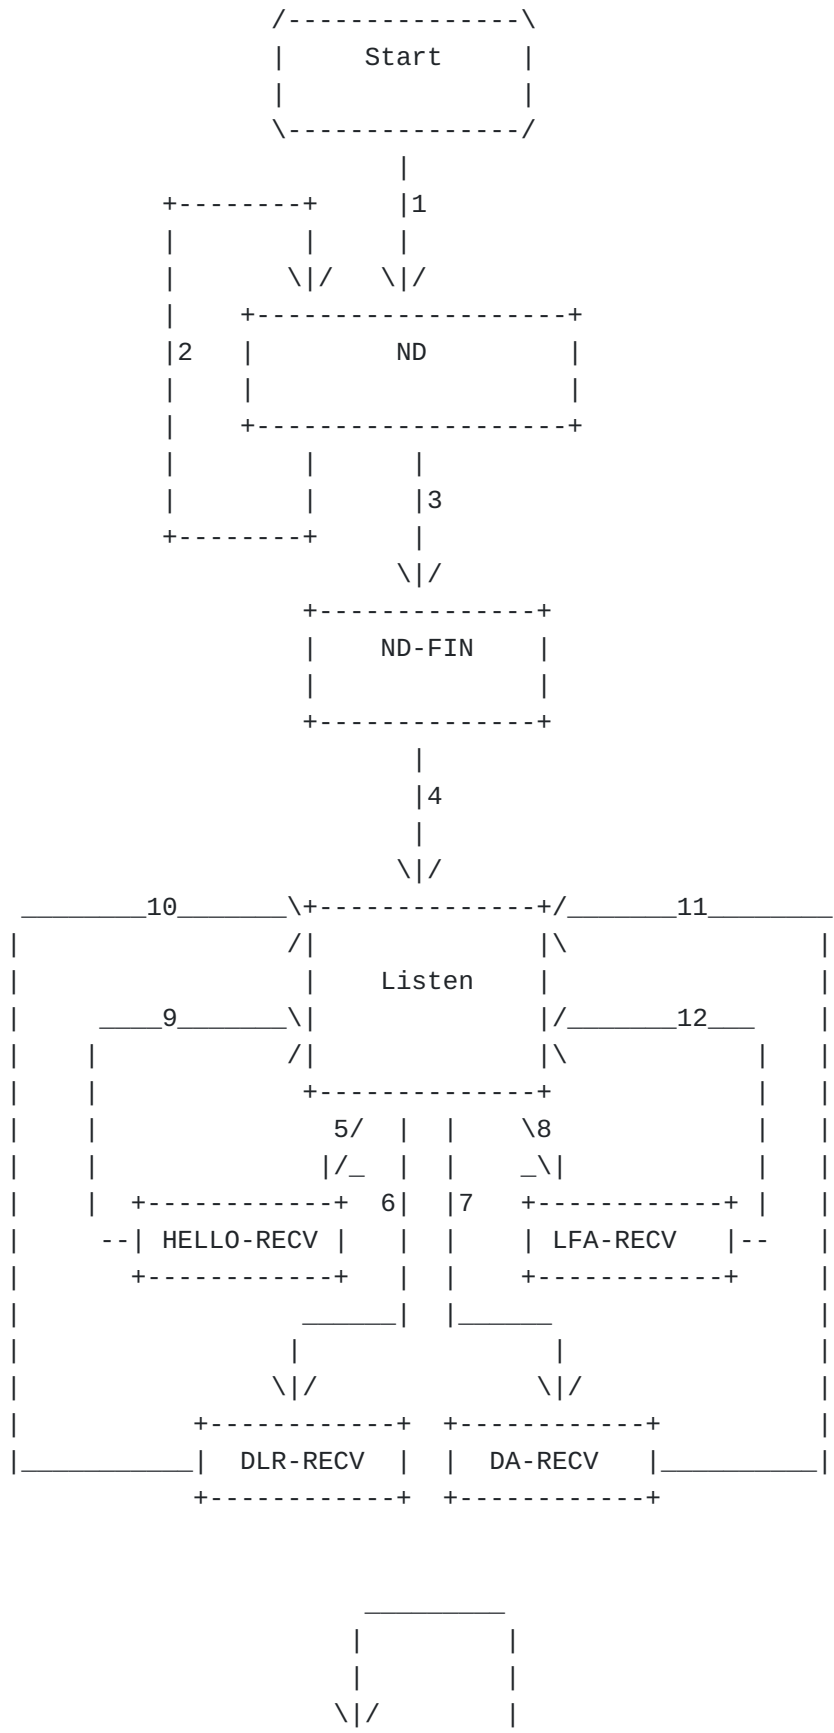 Start
1
2 ND
3
ND-FIN
4
10 11
Listen
9 12
5 8
6 7
HELLO-RECV LFA-RECV
DLR-RECV DA-RECV